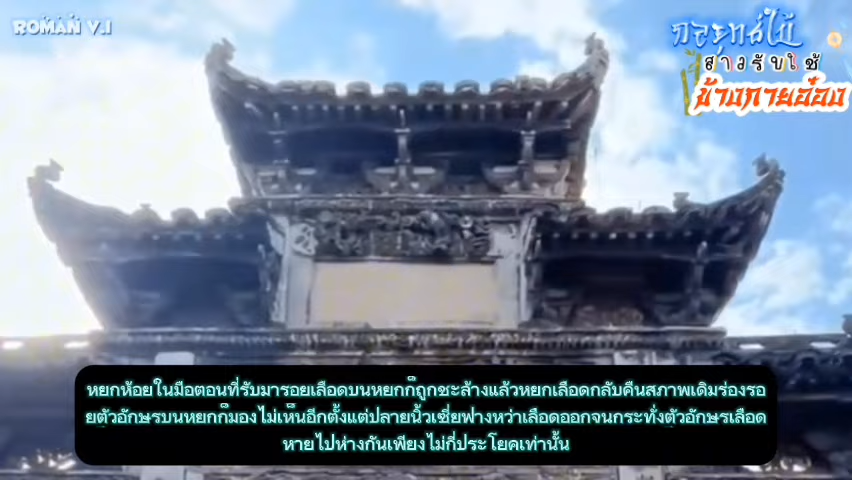 ROMAN V.1
กวยทสไป๋
สาวรับใช้
ข้างกายอ๋อง
หยกห้อยในมือตอนที่รับมารอยเลือดบนหยกก็ถูกชะล้างแล้วหยกเลือดกลับคืนสภาพเดิมร่องรอ
ยตัวอักษรบนหยกก็มองไม่เห็นอีกตั้งแต่ปลายนิ้วเซี่ยฟางหว่าเลือดออกจนกระทั่งตัวอักษรเลือด
หายไปห่างกันเพียงไม่กี่ประโยคเท่านั้น